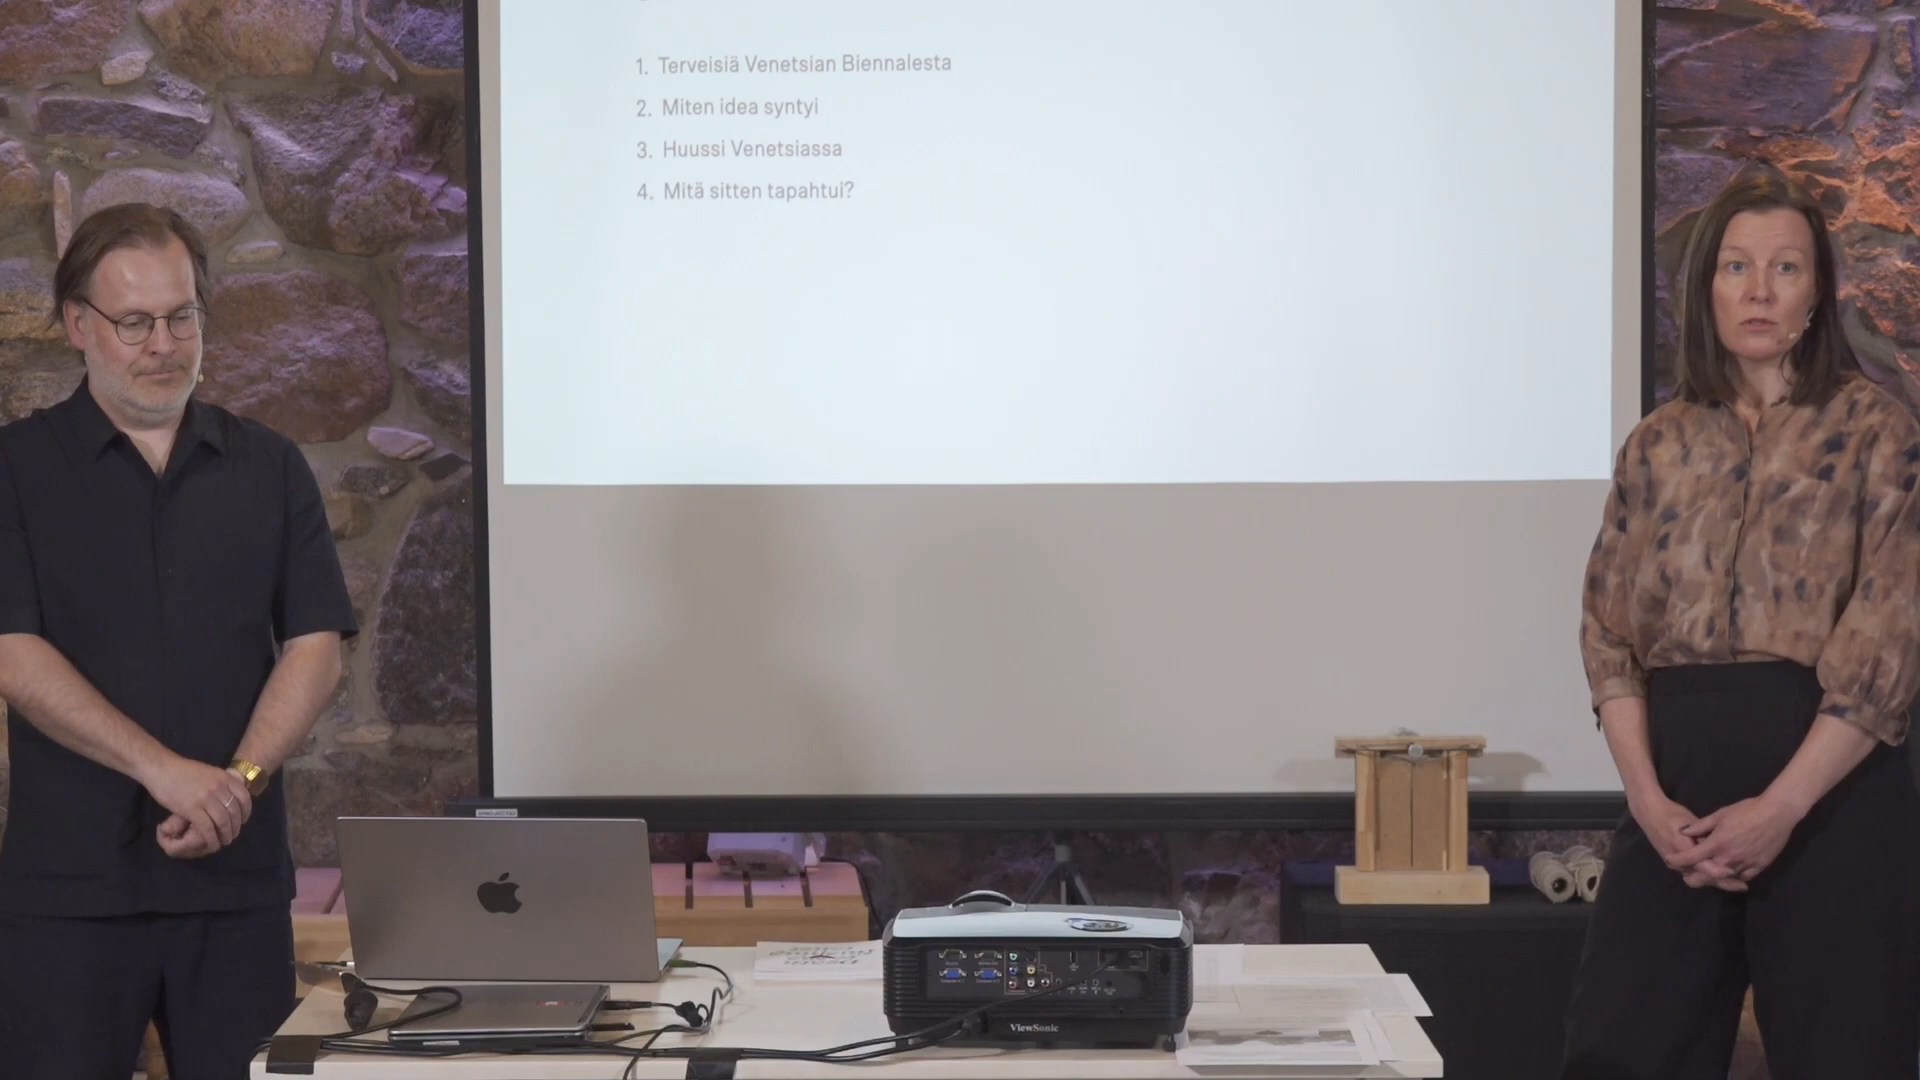 1. Terveisiä Venetsian Biennalesta
2. Miten idea syntyi
3. Huussi Venetsiassa
4. Mitä sitten tapahtui?
ViewSonic